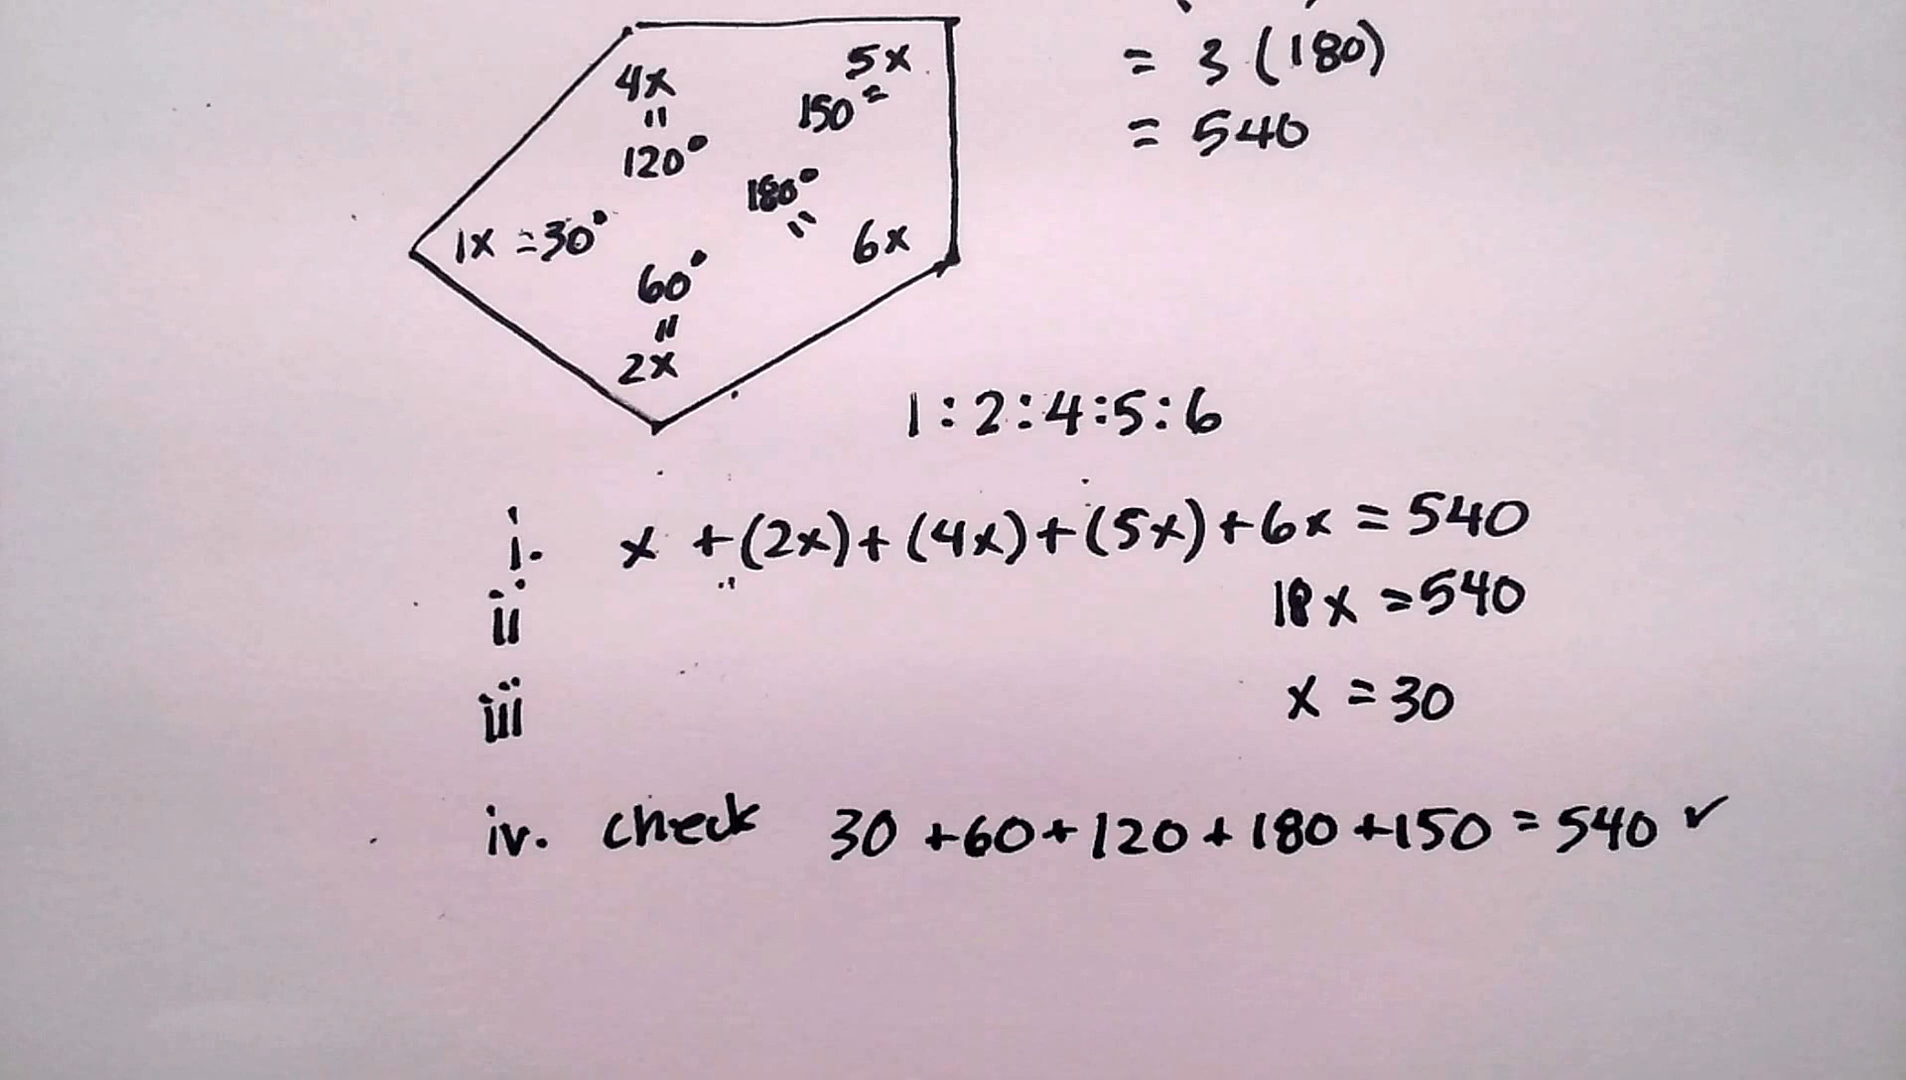 4x
"
120°
5x
150 =
= 3 (180)
= 540
180°
"
1x = 30°
6x
60°
"
2x
1 : 2 : 4 : 5 : 6
i. x + (2x) + (4x) + (5x) + 6x = 540
ii 18x = 540
iii x = 30
iv. check 30 + 60 + 120 + 180 + 150 = 540 ✓